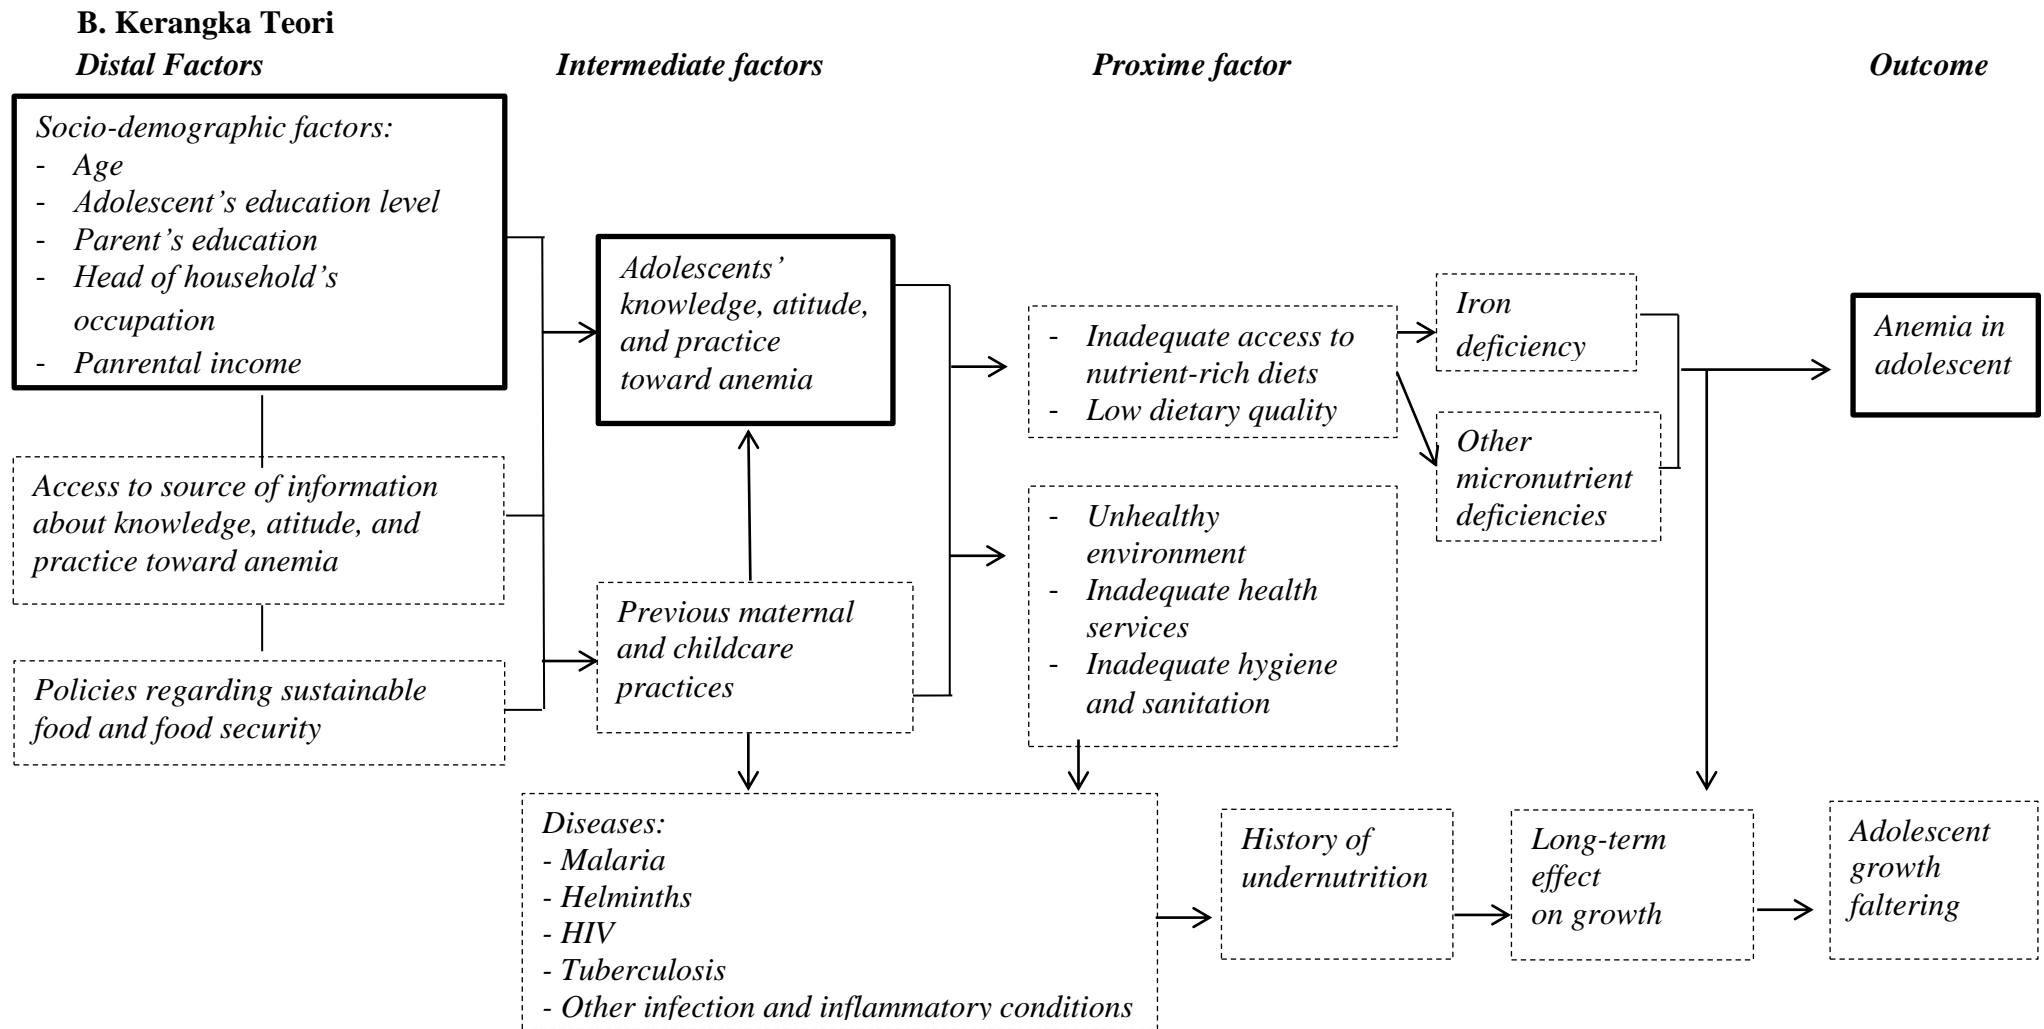 B. Kerangka Teori
Distal Factors
Intermediate factors
Proxime factor
Outcome
Socio-demographic factors:
- Age
- Adolescent’s education level
- Parent’s education
- Head of household’s
occupation
- Panrental income
Access to source of information
about knowledge, atitude, and
practice toward anemia
Policies regarding sustainable
food and food security
Adolescents’
knowledge, atitude,
and practice
toward anemia
Previous maternal
and childcare
practices
- Inadequate access to
nutrient-rich diets
- Low dietary quality
- Unhealthy
environment
- Inadequate health
services
- Inadequate hygiene
and sanitation
Iron
deficiency
Other
micronutrient
deficiencies
Anemia in
adolescent
Diseases:
- Malaria
- Helminths
- HIV
- Tuberculosis
- Other infection and inflammatory conditions
History of
undernutrition
Long-term
effect
on growth
Adolescent
growth
faltering